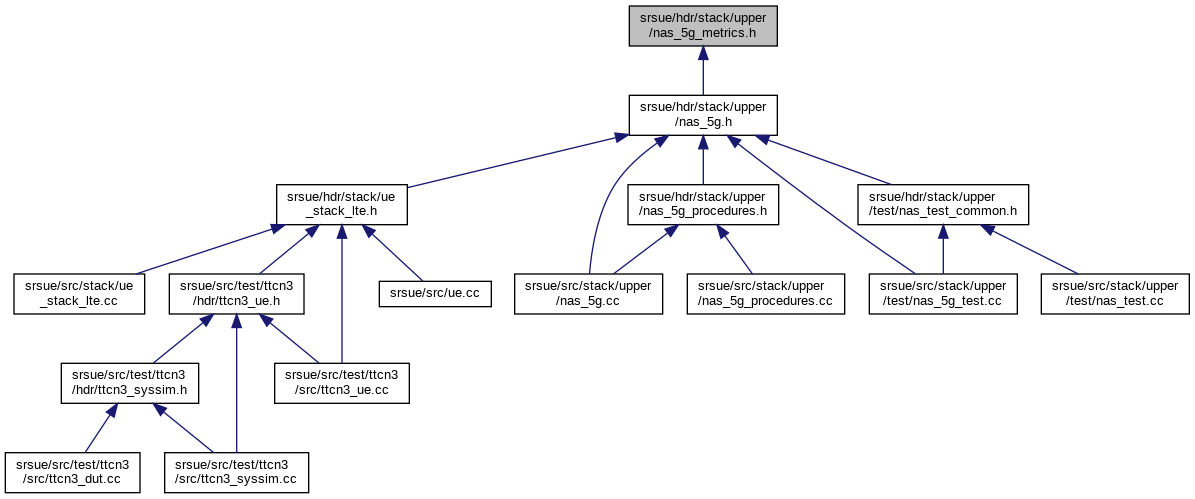 srsue/hdr/stack/upper
/nas_5g_metrics.h
srsue/hdr/stack/upper
/nas_5g.h
srsue/hdr/stack/ue
_stack_lte.h
srsue/hdr/stack/upper
/nas_5g_procedures.h
srsue/hdr/stack/upper
/test/nas_test_common.h
srsue/src/stack/ue
_stack_lte.cc
srsue/src/test/ttcn3
/hdr/ttcn3_ue.h
srsue/src/ue.cc
srsue/src/stack/upper
/nas_5g.cc
srsue/src/stack/upper
/nas_5g_procedures.cc
srsue/src/stack/upper
/test/nas_5g_test.cc
srsue/src/stack/upper
/test/nas_test.cc
srsue/src/test/ttcn3
/hdr/ttcn3_syssim.h
srsue/src/test/ttcn3
/src/ttcn3_ue.cc
srsue/src/test/ttcn3
/src/ttcn3_dut.cc
srsue/src/test/ttcn3
/src/ttcn3_syssim.cc